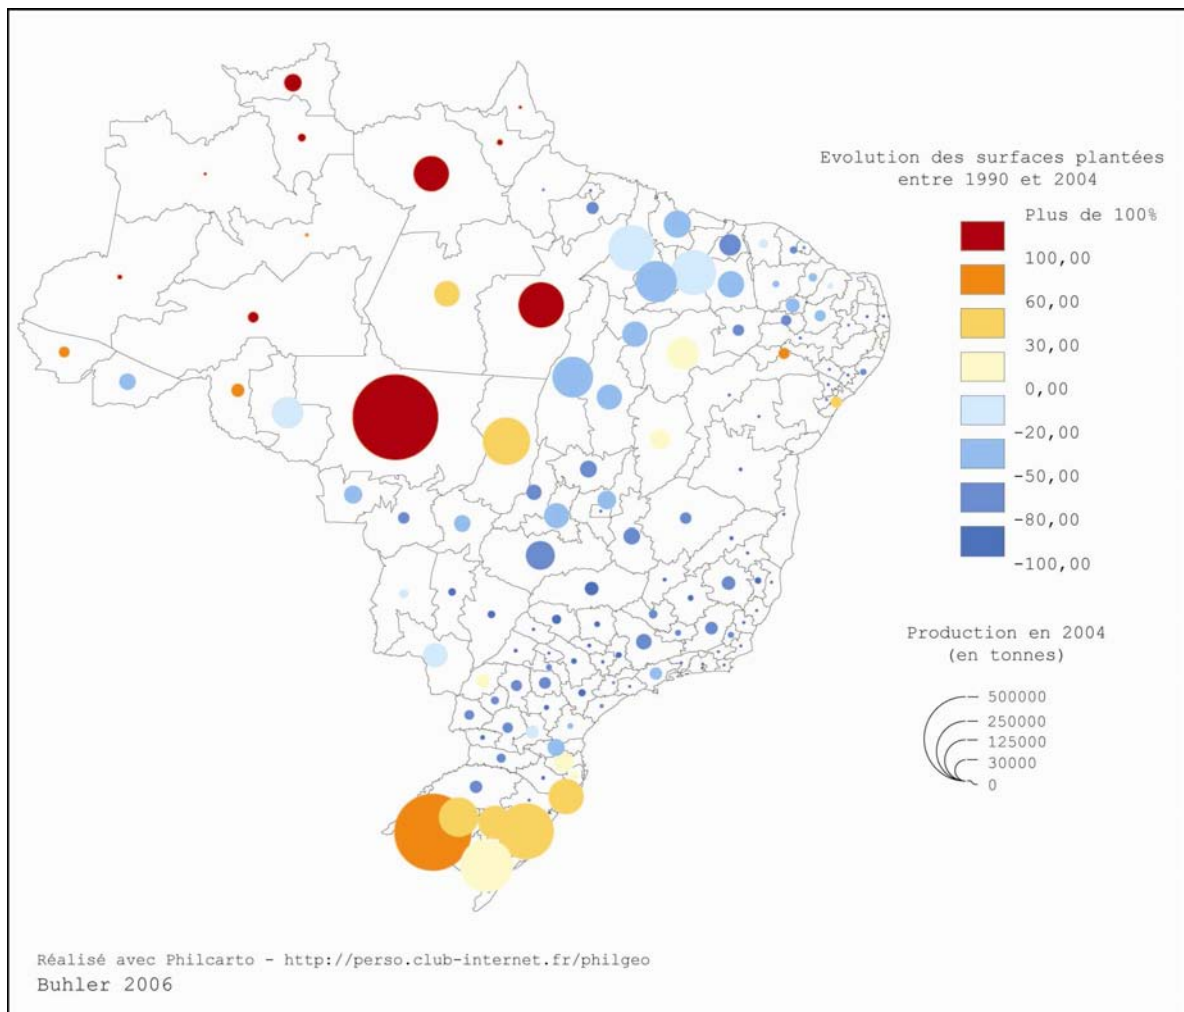 Evolution des surfaces plantées
entre 1990 et 2004
Plus de 100%
100,00
60,00
30,00
0,00
-20,00
-50,00
-80,00
-100,00
Production en 2004
(en tonnes)
500000
250000
125000
30000
0
Réalisé avec Philcarto - http://perso.club-internet.fr/philgeo
Buhler 2006